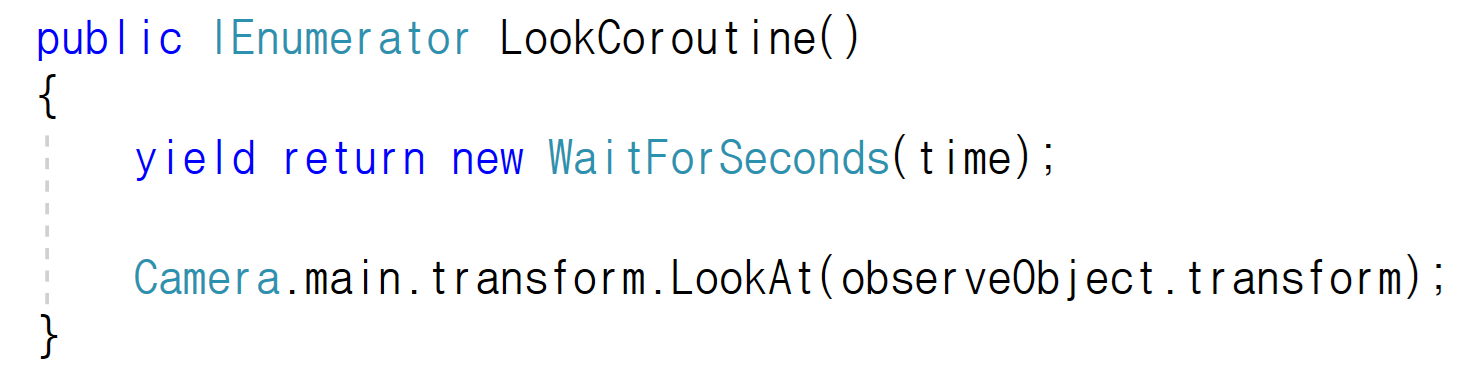 public IEnumerator LookCoroutine()
{
yield return new WaitForSeconds(time);
Camera.main.transform.LookAt(observeObject.transform);
}